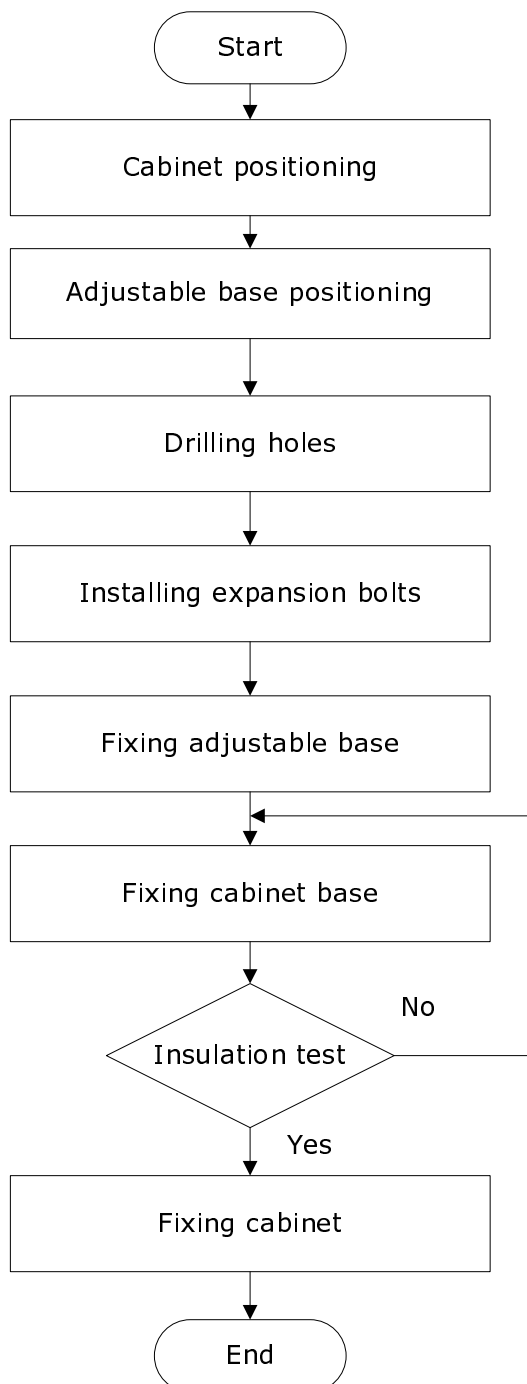 Start
Cabinet positioning
Adjustable base positioning
Drilling holes
Installing expansion bolts
Fixing adjustable base
Fixing cabinet base
No
Insulation test
Yes
Fixing cabinet
End